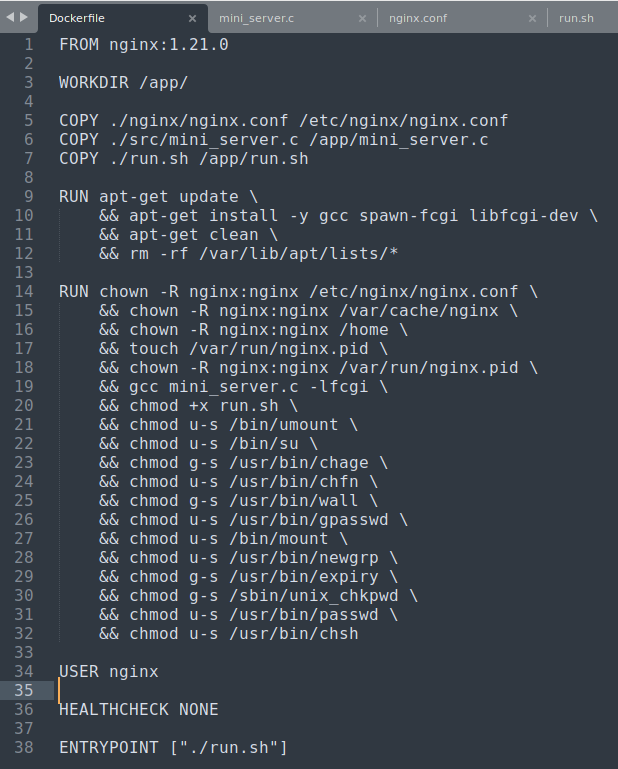 Dockerfile × mini_server.c × nginx.conf × run.sh
1 FROM nginx:1.21.0
2
3 WORKDIR /app/
4
5 COPY ./nginx/nginx.conf /etc/nginx/nginx.conf
6 COPY ./src/mini_server.c /app/mini_server.c
7 COPY ./run.sh /app/run.sh
8
9 RUN apt-get update \
10 && apt-get install -y gcc spawn-fcgi libfcgi-dev \
11 && apt-get clean \
12 && rm -rf /var/lib/apt/lists/*
13
14 RUN chown -R nginx:nginx /etc/nginx/nginx.conf \
15 && chown -R nginx:nginx /var/cache/nginx \
16 && chown -R nginx:nginx /home \
17 && touch /var/run/nginx.pid \
18 && chown -R nginx:nginx /var/run/nginx.pid \
19 && gcc mini_server.c -lfcgi \
20 && chmod +x run.sh \
21 && chmod u-s /bin/umount \
22 && chmod u-s /bin/su \
23 && chmod g-s /usr/bin/chage \
24 && chmod u-s /usr/bin/chfn \
25 && chmod g-s /usr/bin/wall \
26 && chmod u-s /usr/bin/gpasswd \
27 && chmod u-s /bin/mount \
28 && chmod u-s /usr/bin/newgrp \
29 && chmod g-s /usr/bin/expiry \
30 && chmod g-s /sbin/unix_chkpwd \
31 && chmod u-s /usr/bin/passwd \
32 && chmod u-s /usr/bin/chsh
33
34 USER nginx
35
36 HEALTHCHECK NONE
37
38 ENTRYPOINT ["./run.sh"]